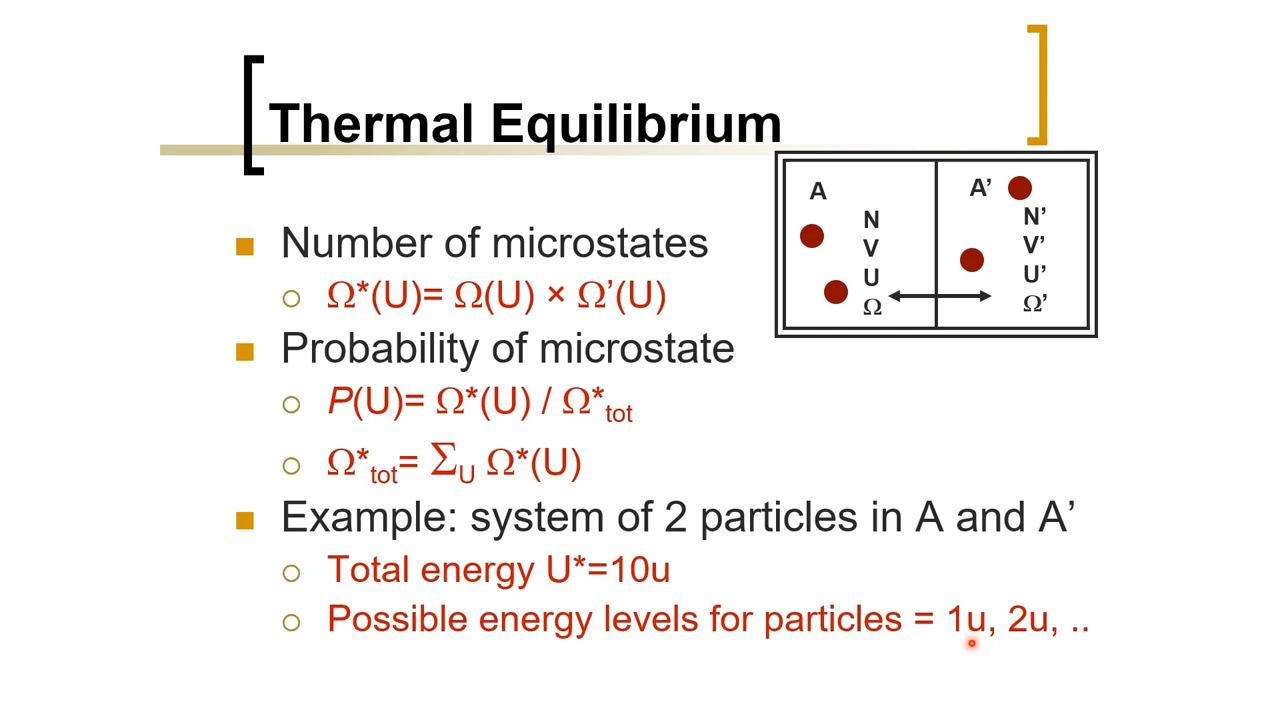 Thermal Equilibrium
A
N
V
U
Ω
A’
N’
V’
U’
Ω’
Number of microstates
Ω*(U)= Ω(U) × Ω’(U)
Probability of microstate
P(U)= Ω*(U) / Ω*tot
Ω*tot= ΣU Ω*(U)
Example: system of 2 particles in A and A’
Total energy U*=10u
Possible energy levels for particles = 1u, 2u, ..